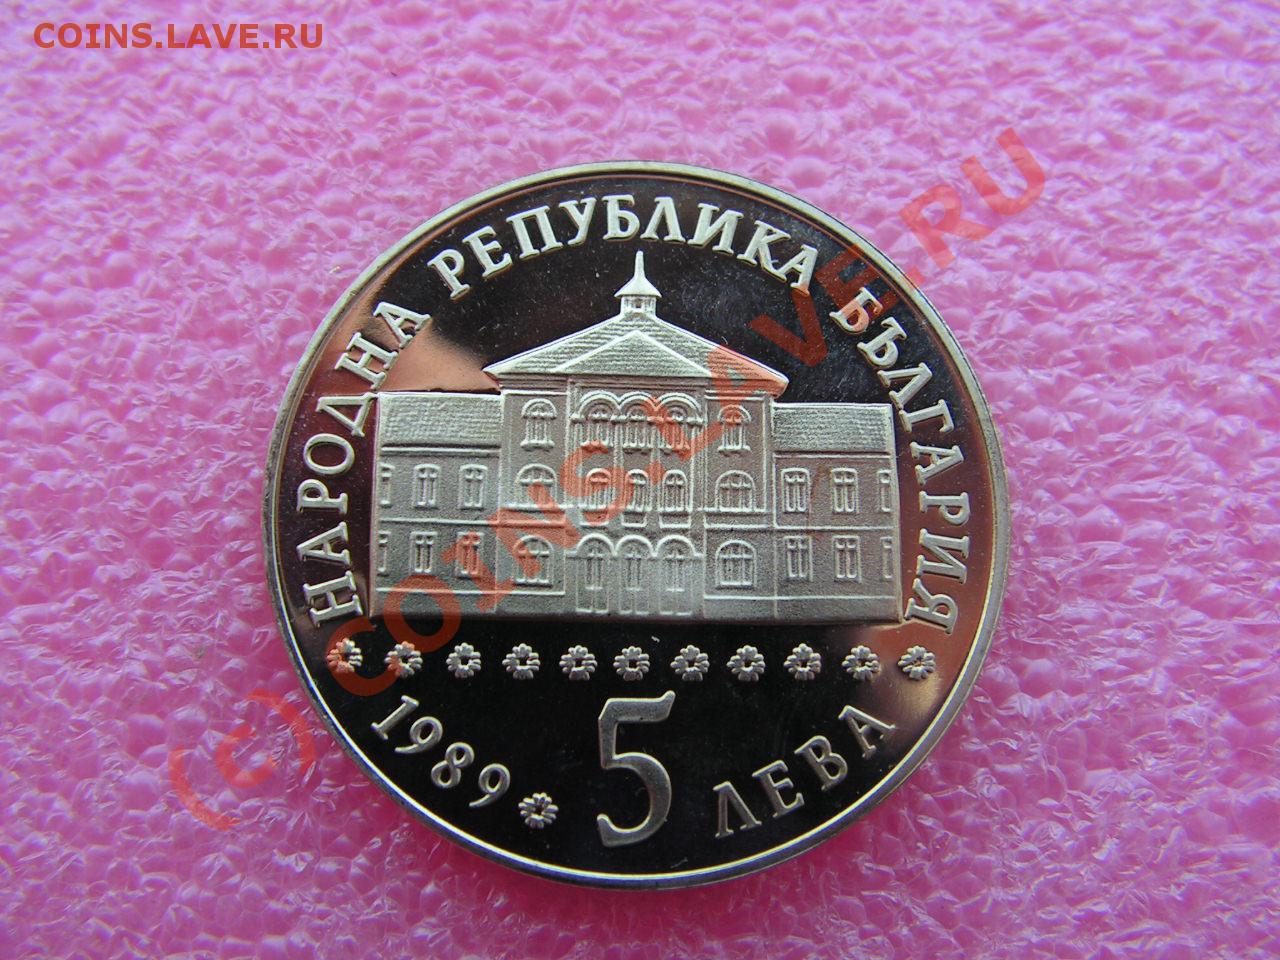 COINS.LAVE.RU
НАРОДНА РЕПУБЛИКА БЪЛГАРИЯ
1989 5 ЛЕВА
(c) COINS.LAVE.RU